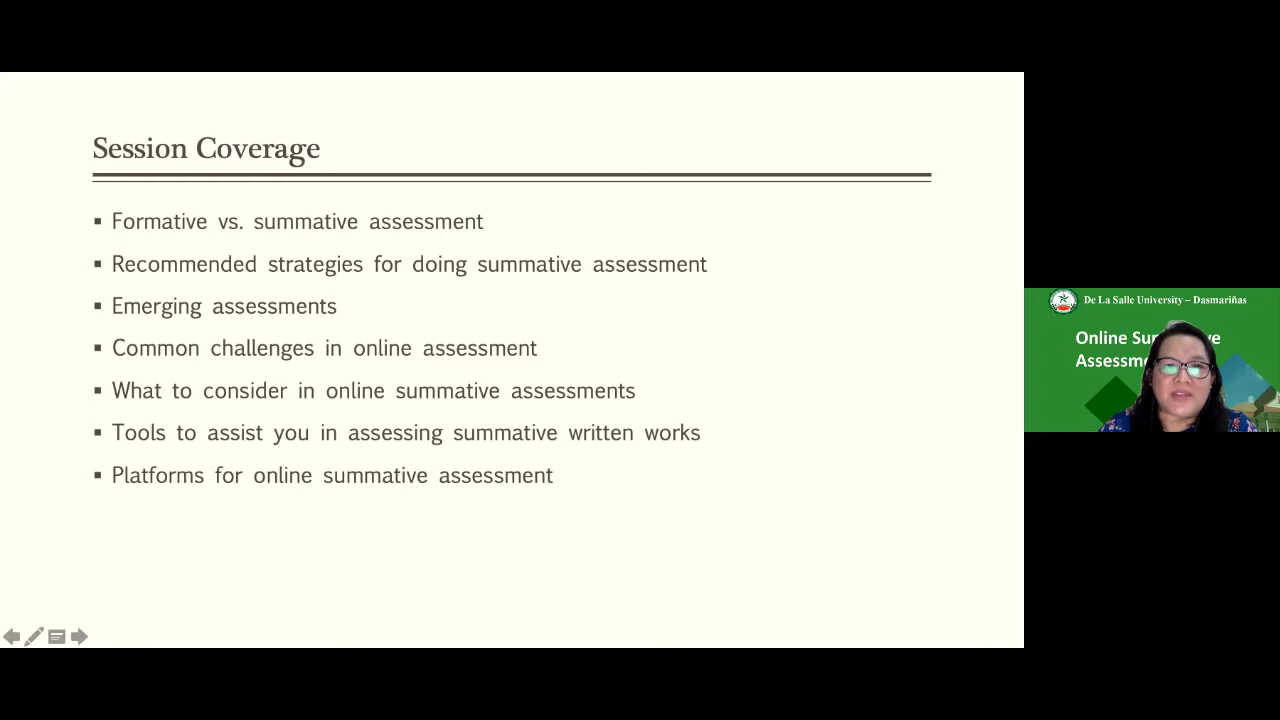 Session Coverage
▪ Formative vs. summative assessment
▪ Recommended strategies for doing summative assessment
▪ Emerging assessments
▪ Common challenges in online assessment
▪ What to consider in online summative assessments
▪ Tools to assist you in assessing summative written works
▪ Platforms for online summative assessment
De La Salle University – Dasmariñas
Online